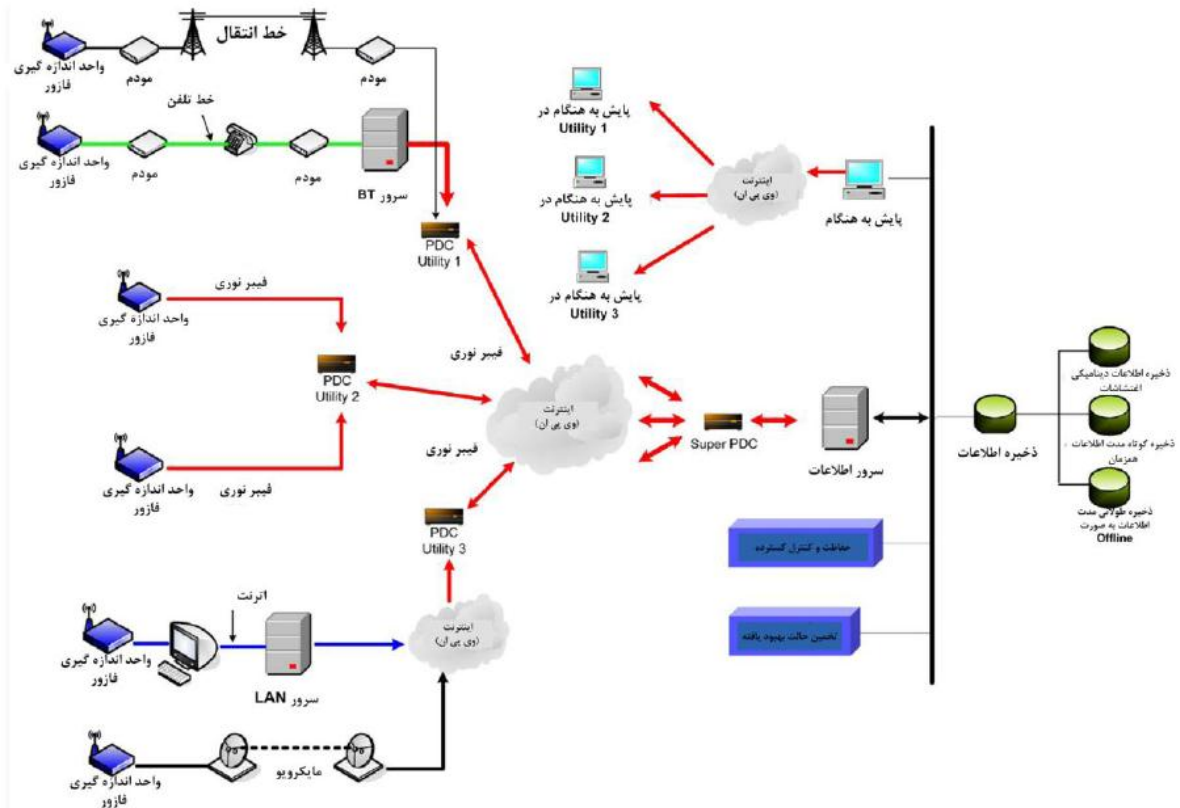 خط انتقال
واحد اندازه گیری
فازور
مودم
مودم
خط تلفن
واحد اندازه گیری
فازور
مودم
مودم
سرور BT
PDC
Utility 1
پایش به هنگام در
Utility 1
پایش به هنگام در
Utility 2
پایش به هنگام در
Utility 3
اینترنت
(وی پی ان)
پایش به هنگام
فیبر نوری
واحد اندازه گیری
فازور
PDC
Utility 2
فیبر نوری
واحد اندازه گیری
فازور
فیبر نوری
فیبر نوری
اینترنت
(وی پی ان)
Super PDC
سرور اطلاعات
ذخیره اطلاعات
ذخیره اطلاعات دینامیکی
اغتشاشات
ذخیره کوتاه مدت اطلاعات
همزمان
ذخیره طولانی مدت
اطلاعات به صورت
Offline
PDC
Utility 3
حفاظت و کنترل گسترده
تخمین حالت بهبود یافته
اترنت
واحد اندازه گیری
فازور
سرور LAN
اینترنت
(وی پی ان)
واحد اندازه گیری
فازور
مایکرویو